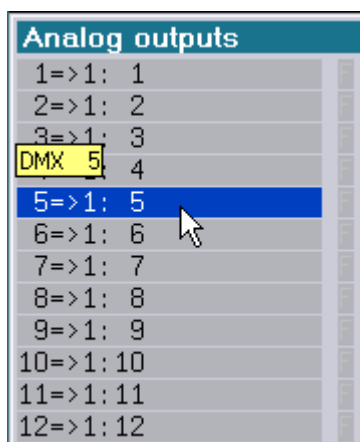 Analog outputs
1=>1: 1 F
2=>1: 2 F
3=>1: 3 F
DMX 5
4 F
5=>1: 5
6=>1: 6 F
7=>1: 7 F
8=>1: 8 F
9=>1: 9 F
10=>1:10 F
11=>1:11 F
12=>1:12 F